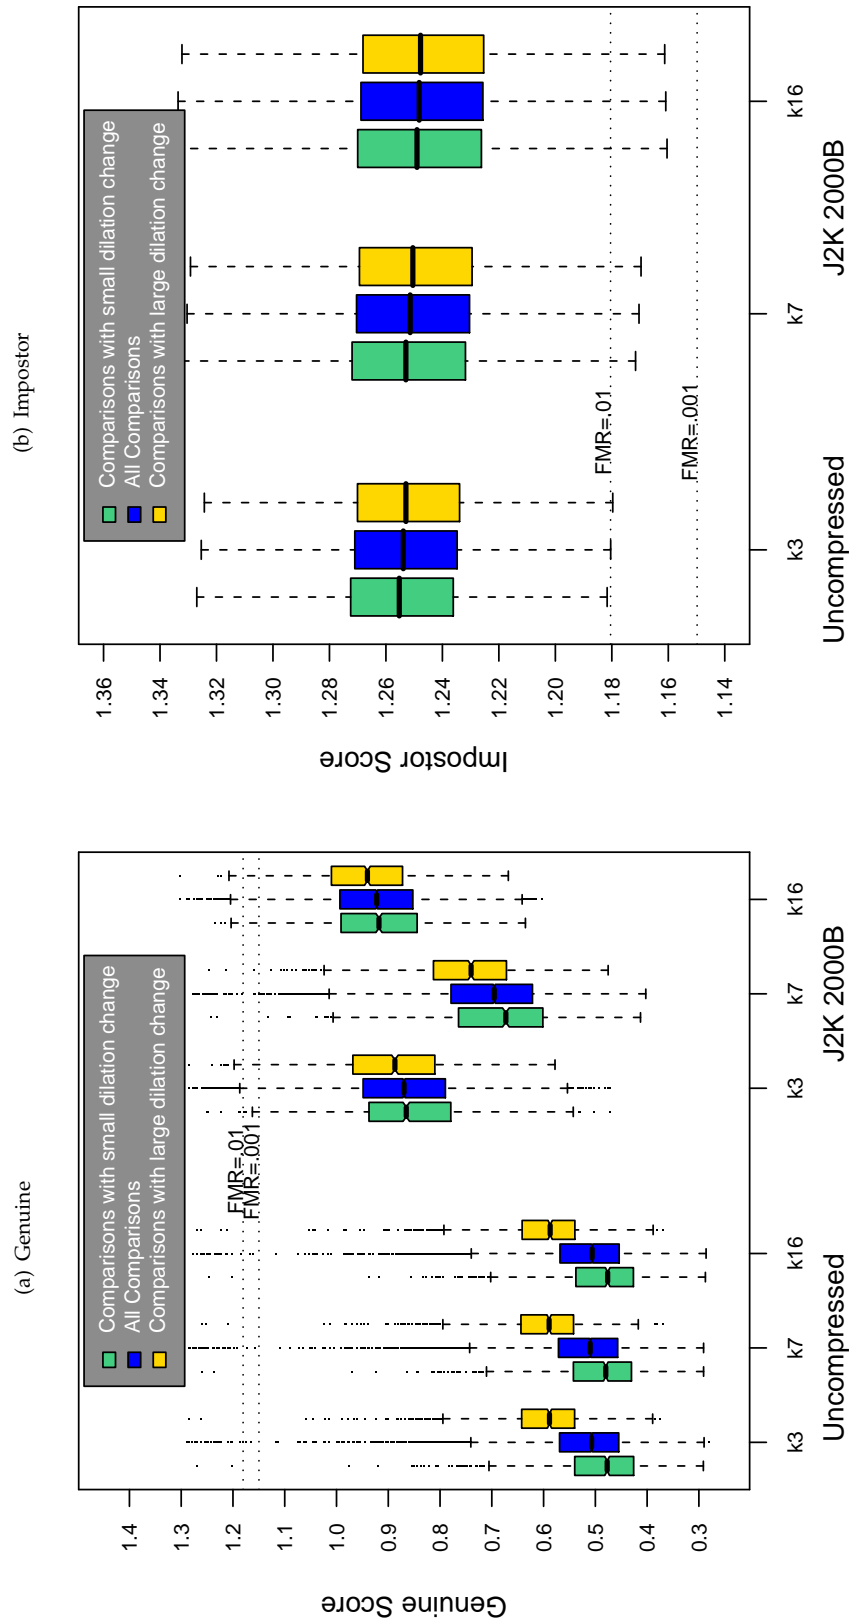 (a) Genuine
Comparisons with small dilation change
All Comparisons
Comparisons with large dilation change
FMR=.01
FMR=.001
1.4
1.3
1.2
1.1
1.0
0.9
0.8
0.7
0.6
0.5
0.4
0.3
Genuine Score
k3 k7 k16 k3 k7 k16
Uncompressed J2K 2000B
(b) Impostor
Comparisons with small dilation change
All Comparisons
Comparisons with large dilation change
FMR=.01
FMR=.001
1.36
1.34
1.32
1.30
1.28
1.26
1.24
1.22
1.20
1.18
1.16
1.14
Impostor Score
k3 k7 k16
Uncompressed J2K 2000B